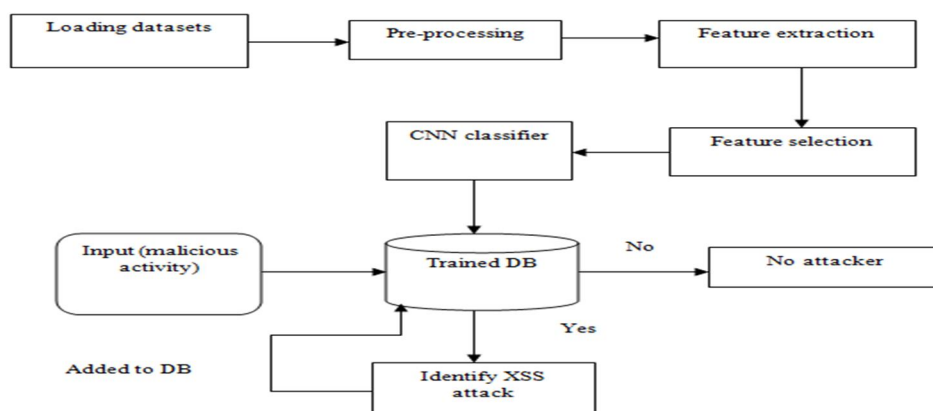 Loading datasets
Pre-processing
Feature extraction
CNN classifier
Feature selection
Input (malicious
activity)
Trained DB
No
No attacker
Yes
Added to DB
Identify XSS
attack